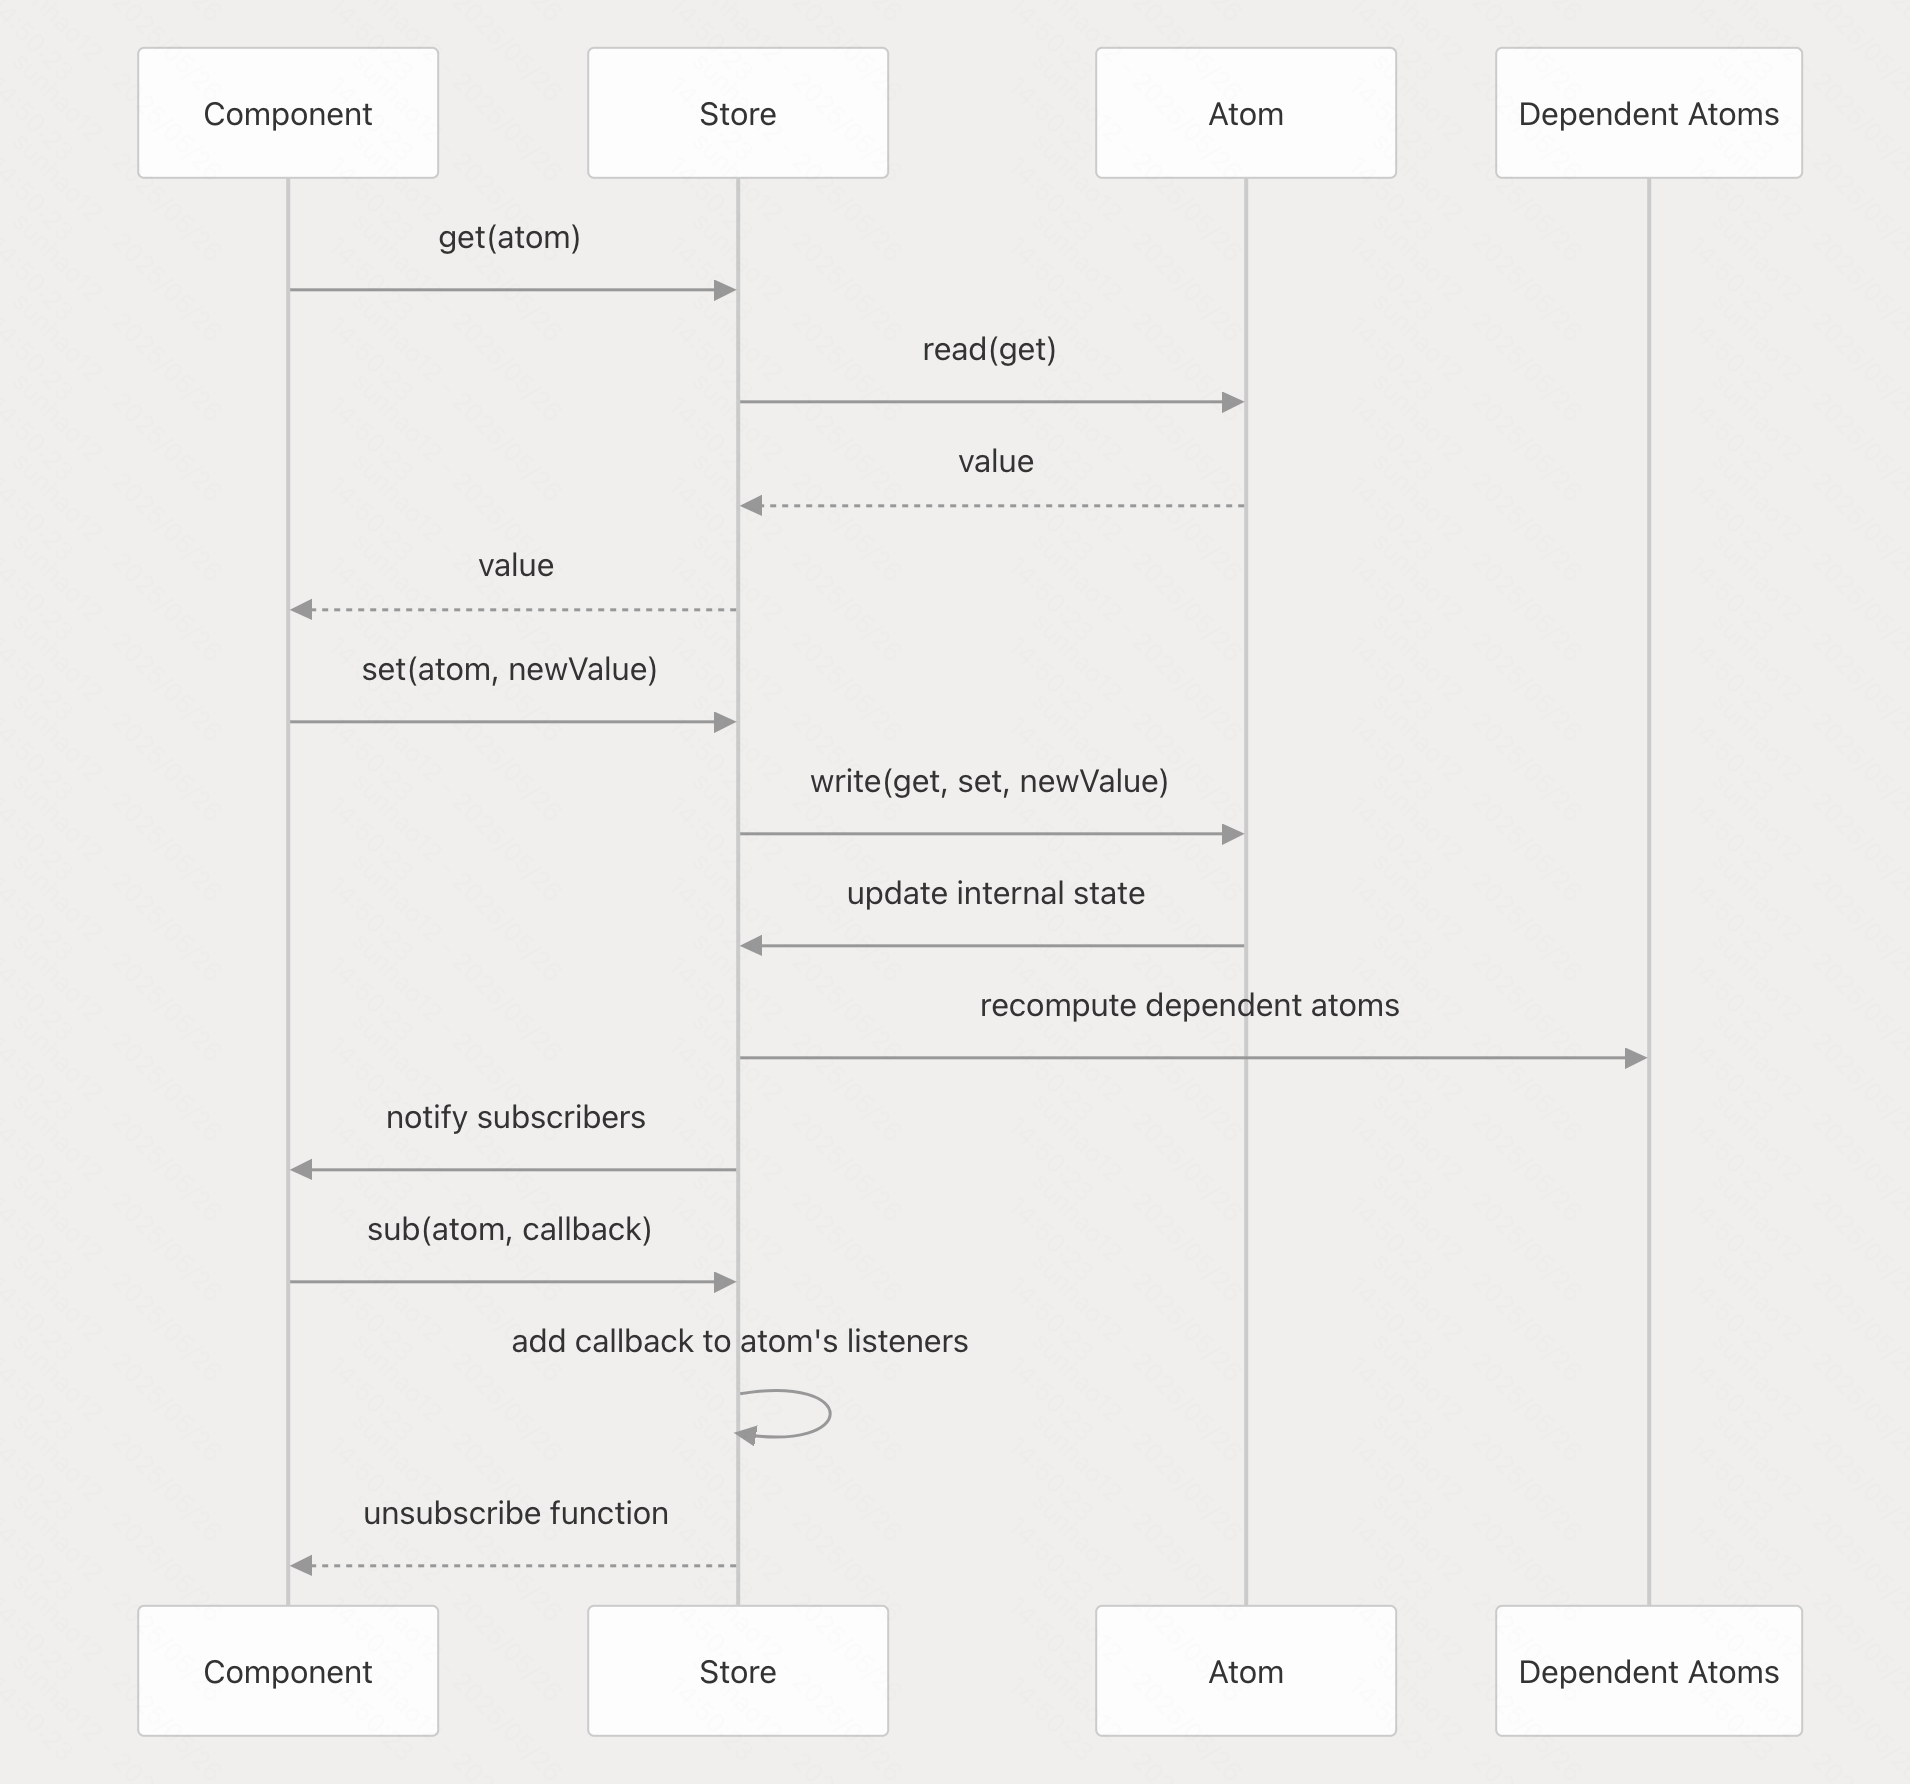 Component
Store
Atom
Dependent Atoms
get(atom)
read(get)
value
value
set(atom, newValue)
write(get, set, newValue)
update internal state
recompute dependent atoms
notify subscribers
sub(atom, callback)
add callback to atom's listeners
unsubscribe function
Component
Store
Atom
Dependent Atoms